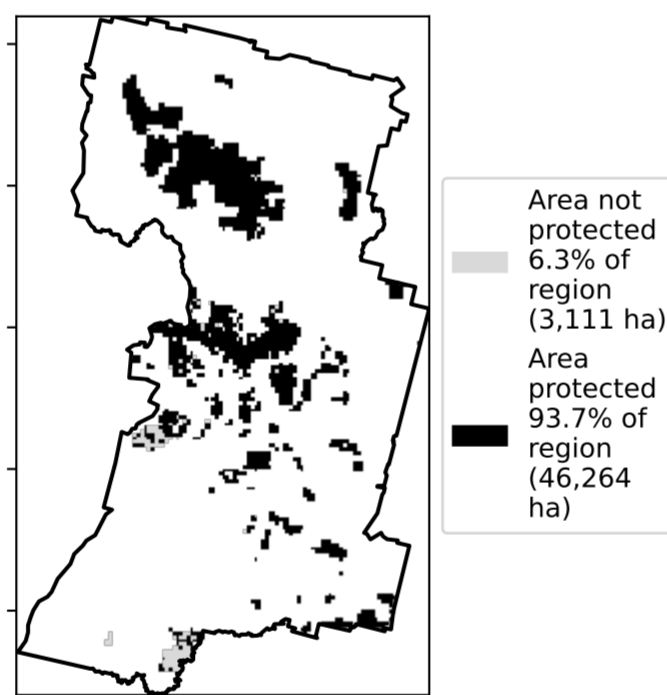 Area not
protected
6.3% of
region
(3,111 ha)
Area
protected
93.7% of
region
(46,264
ha)